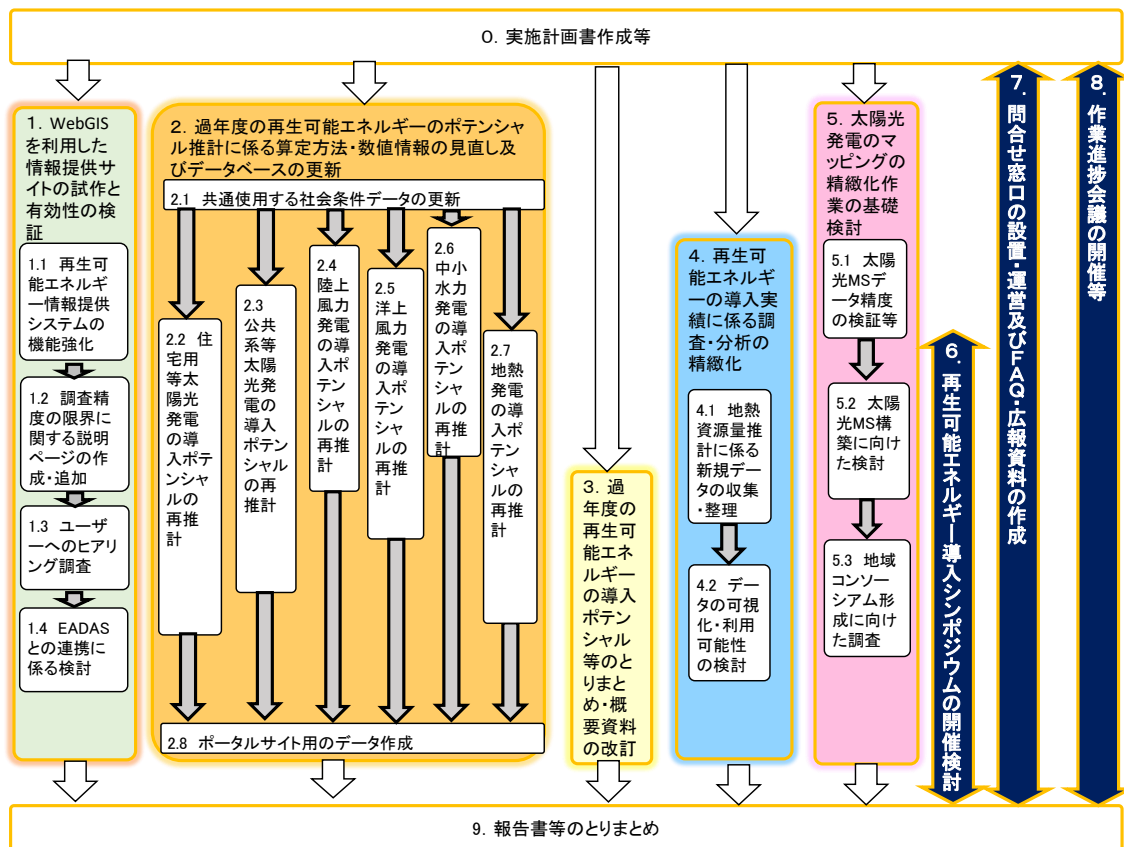 0. 実施計画書作成等
1. WebGIS
を利用した
情報提供サ
イトの試作と
有効性の検
証
1.1 再生可
能エネルギ
ー情報提供
システムの
機能強化
1.2 調査精
度の限界に
関する説明
ページの作
成・追加
1.3 ユーザ
ーへのヒアリ
ング調査
1.4 EADAS
との連携に
係る検討
2. 過年度の再生可能エネルギーのポテンシャ
ル推計に係る算定方法・数値情報の見直し及
びデータベースの更新
2.1 共通使用する社会条件データの更新
2.2 住
宅用
等太
陽光
発電
の導
入ポテ
ンシャ
ルの
再推
計
2.3
公共
系等
太陽
光発
電の
導入
ポテン
シャル
の再
推計
2.4
陸上
風力
発電
の導
入ポ
テン
シャ
ルの
再推
計
2.5
洋上
風力
発電
の導
入ポ
テン
シャ
ルの
再推
計
2.6
中小
水力
発電
の導
入ポ
テン
シャ
ルの
再推
計
2.7
地熱
発電
の導
入ポ
テン
シャ
ルの
再推
計
2.8 ポータルサイト用のデータ作成
3. 過
年度の
再生可
能エネ
ルギー
の導入
ポテン
シャル
等のと
りまと
め・概
要資料
の改訂
4. 再生可
能エネルギ
ーの導入実
績に係る調
査・分析の
精緻化
4.1 地熱
資源量推
計に係る
新規デー
タの収集
・整理
4.2 デー
タの可視
化・利用
可能性
の検討
5. 太陽光
発電のマ
ッピングの
精緻化作
業の基礎
検討
5.1 太陽
光MSデ
ータ精度
の検証等
5.2 太陽
光MS構
築に向け
た検討
5.3 地域
コンソー
シアム形
成に向け
た調査
6. 再生可能エネルギー導入シンポジウムの開催検討
7. 問合せ窓口の設置・運営及びFAQ・広報資料の作成
8. 作業進捗会議の開催等
9. 報告書等のとりまとめ